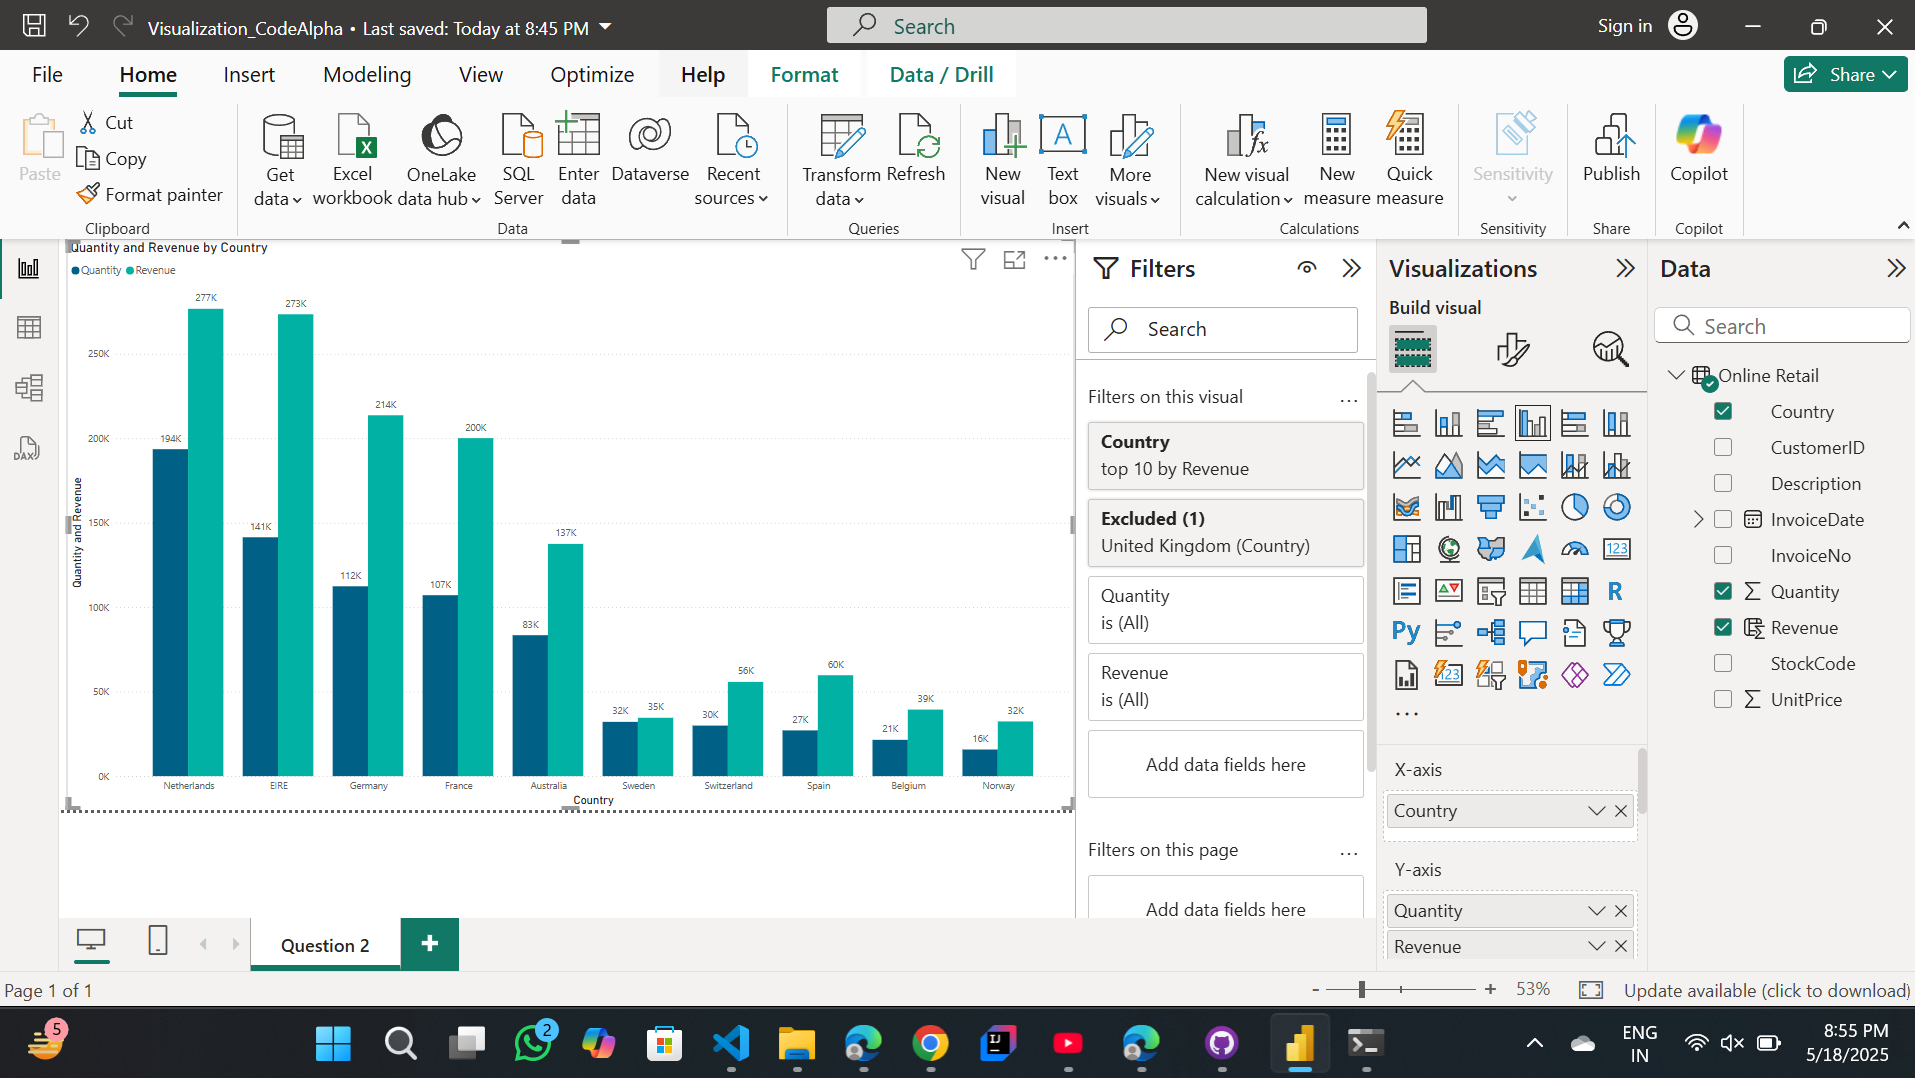 Visualization_CodeAlpha • Last saved: Today at 8:45 PM
Search
Sign in
File
Home
Insert
Modeling
View
Optimize
Help
Format
Data / Drill
Share
Paste
Cut
Copy
Format painter
Clipboard
Get data
Excel workbook
OneLake data hub
SQL Server
Enter data
Dataverse
Recent sources
Data
Transform data
Refresh
Queries
New visual
Text box
More visuals
Insert
New visual calculation
New measure
Quick measure
Calculations
Sensitivity
Sensitivity
Publish
Share
Copilot
Copilot
DAX
Quantity and Revenue by Country
Quantity Revenue
Quantity and Revenue
250K
200K
150K
100K
50K
0K
194K
277K
141K
273K
112K
214K
107K
200K
83K
137K
32K
35K
30K
56K
27K
60K
21K
39K
16K
32K
Netherlands
EIRE
Germany
France
Australia
Sweden
Switzerland
Spain
Belgium
Norway
Country
Filters
Search
Filters on this visual
Country
top 10 by Revenue
Excluded (1)
United Kingdom (Country)
Quantity
is (All)
Revenue
is (All)
Add data fields here
Filters on this page
Add data fields here
Visualizations
Build visual
123
R
Py
123
X-axis
Country
Y-axis
Quantity
Revenue
Data
Search
Online Retail
Country
CustomerID
Description
InvoiceDate
InvoiceNo
Quantity
Revenue
StockCode
UnitPrice
Question 2
Page 1 of 1
53%
Update available (click to download)
5
2
IJ
ENG
IN
8:55 PM
5/18/2025